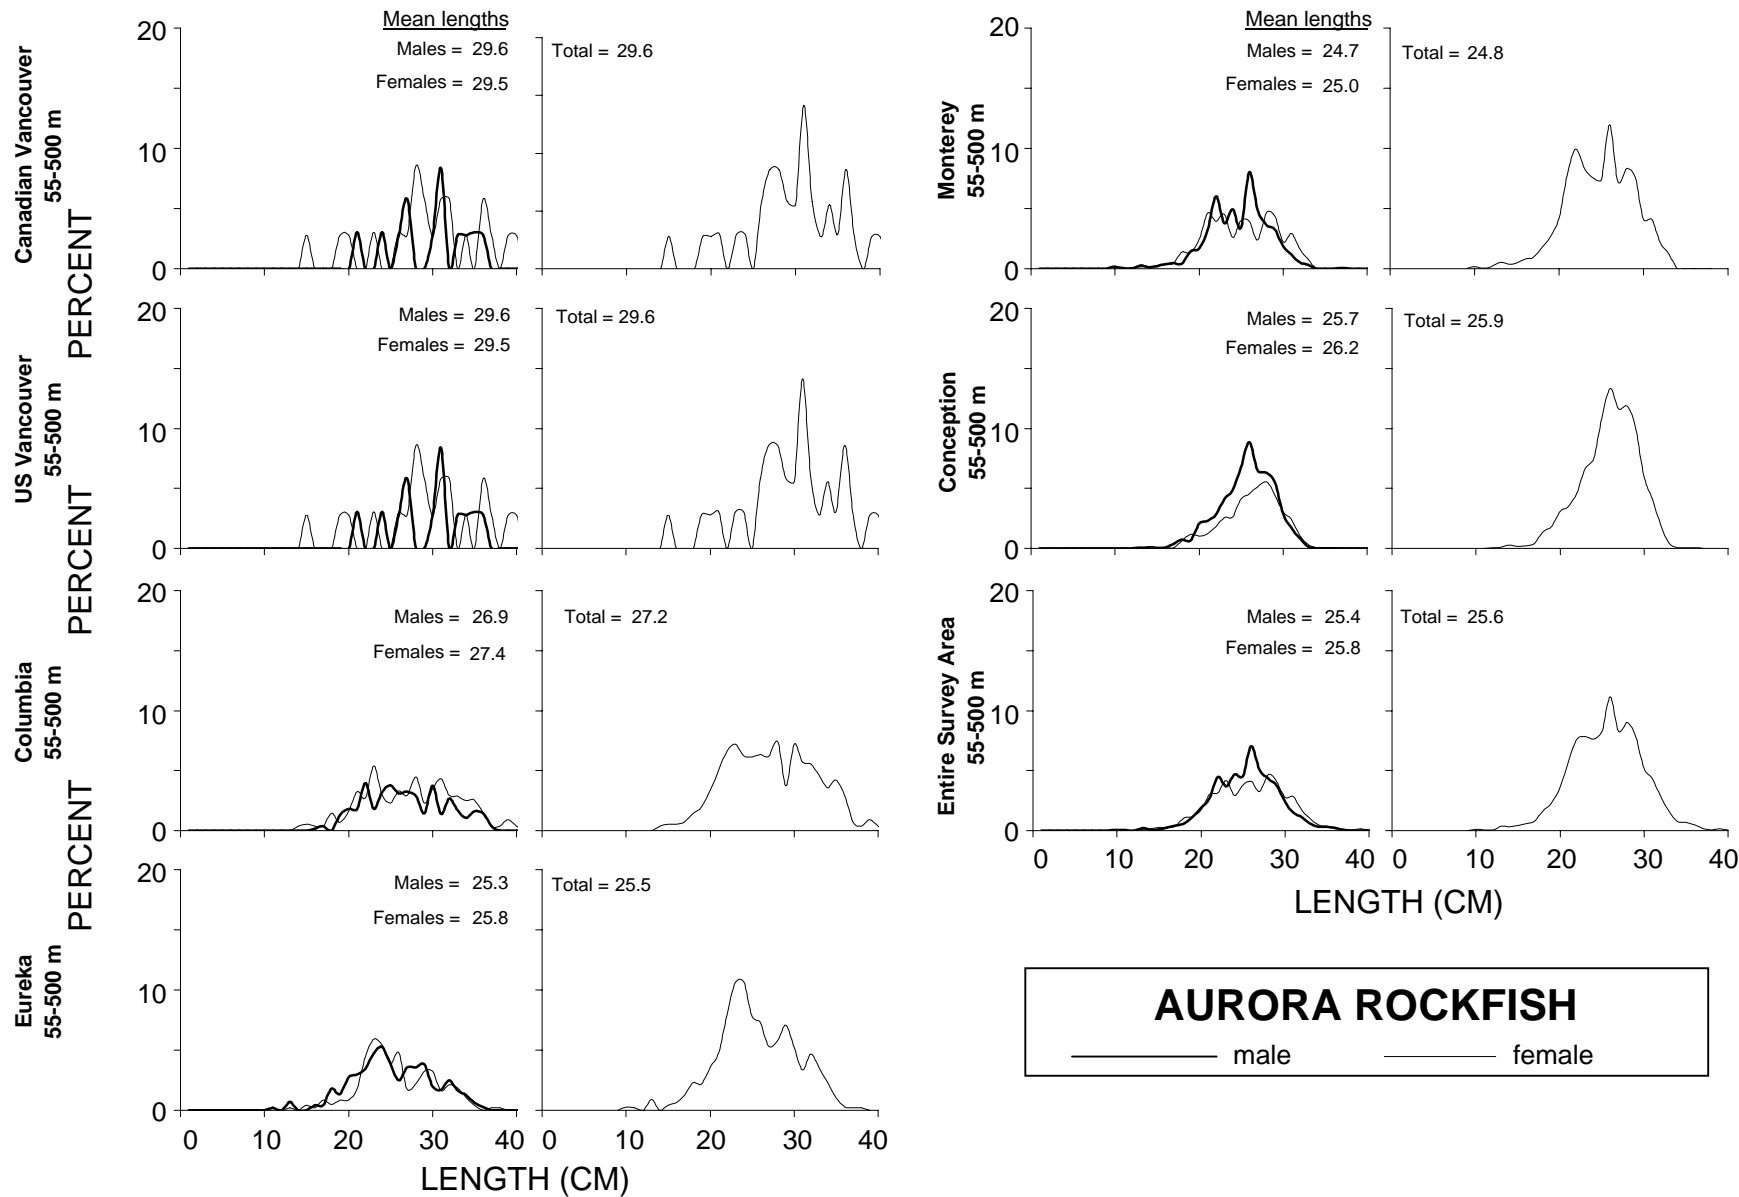 Mean lengths
20
Males = 29.6
Females = 29.5
Total = 29.6
10
0
Canadian Vancouver
55-500 m
PERCENT
20
Males = 29.6
Females = 29.5
Total = 29.6
10
0
US Vancouver
55-500 m
PERCENT
20
Males = 26.9
Females = 27.4
Total = 27.2
10
0
Columbia
55-500 m
PERCENT
20
Males = 25.3
Females = 25.8
Total = 25.5
10
0
Eureka
55-500 m
0 10 20 30 40 0 10 20 30 40
LENGTH (CM)
Mean lengths
20
Males = 24.7
Females = 25.0
Total = 24.8
10
0
Monterey
55-500 m
20
Males = 25.7
Females = 26.2
Total = 25.9
10
0
Conception
55-500 m
20
Males = 25.4
Females = 25.8
Total = 25.6
10
0
Entire Survey Area
55-500 m
0 10 20 30 40 0 10 20 30 40
LENGTH (CM)
AURORA ROCKFISH
male female